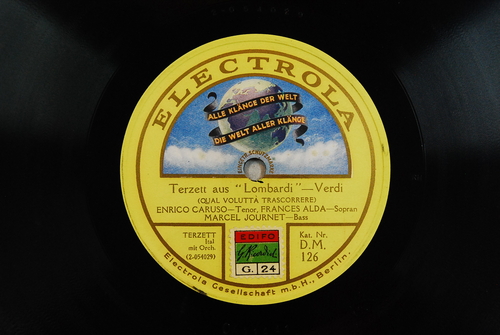 ELECTROLA
ALLE KLÄNGE DER WELT
DIE WELT ALLER KLÄNGE
Terzett aus "Lombardi"—Verdi
(QUAL VOLUTTÀ TRASCORRERE)
ENRICO CARUSO—Tenor, FRANCES ALDA—Sopran
MARCEL JOURNET—Bass
TERZETT
Ital
mit Orch.
(2-054029)
EDIFO
G. 24
Kat. Nr.
D.M.
126
Electrola Gesellschaft m.b.H., Berlin.